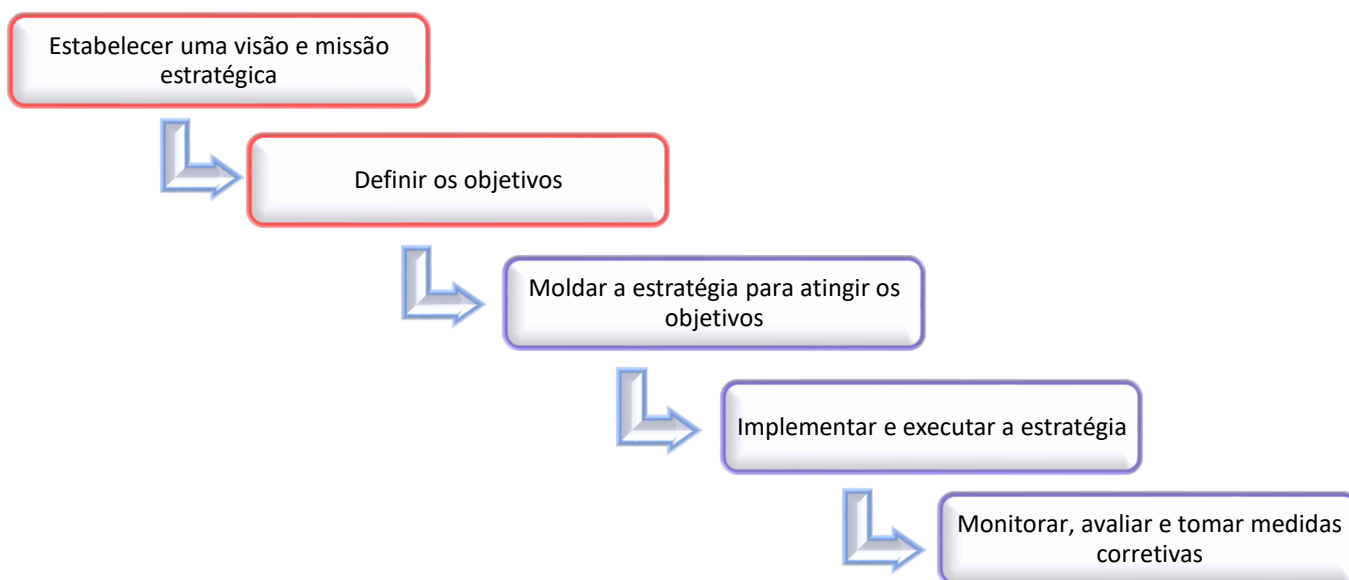 Estabelecer uma visão e missão
estratégica
Definir os objetivos
Moldar a estratégia para atingir os
objetivos
Implementar e executar a estratégia
Monitorar, avaliar e tomar medidas
corretivas